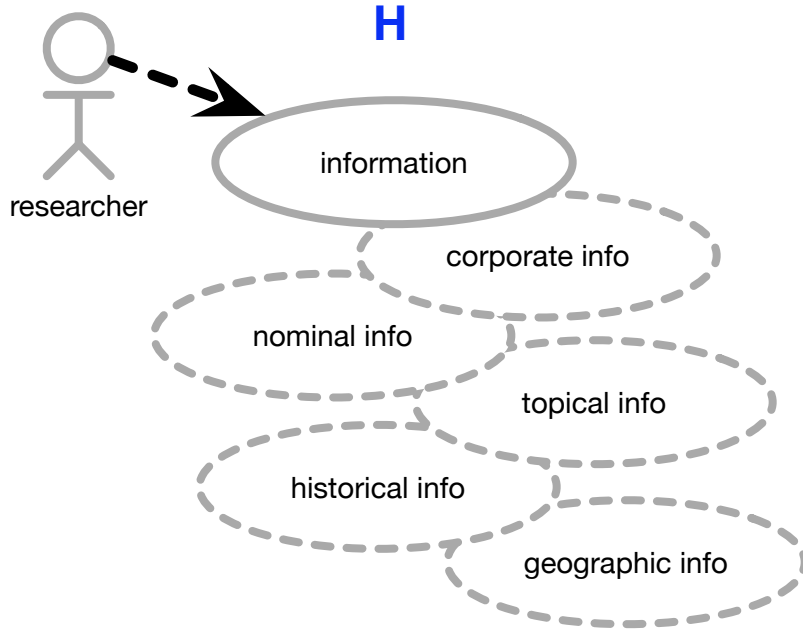 H
information
researcher
corporate info
nominal info
topical info
historical info
geographic info